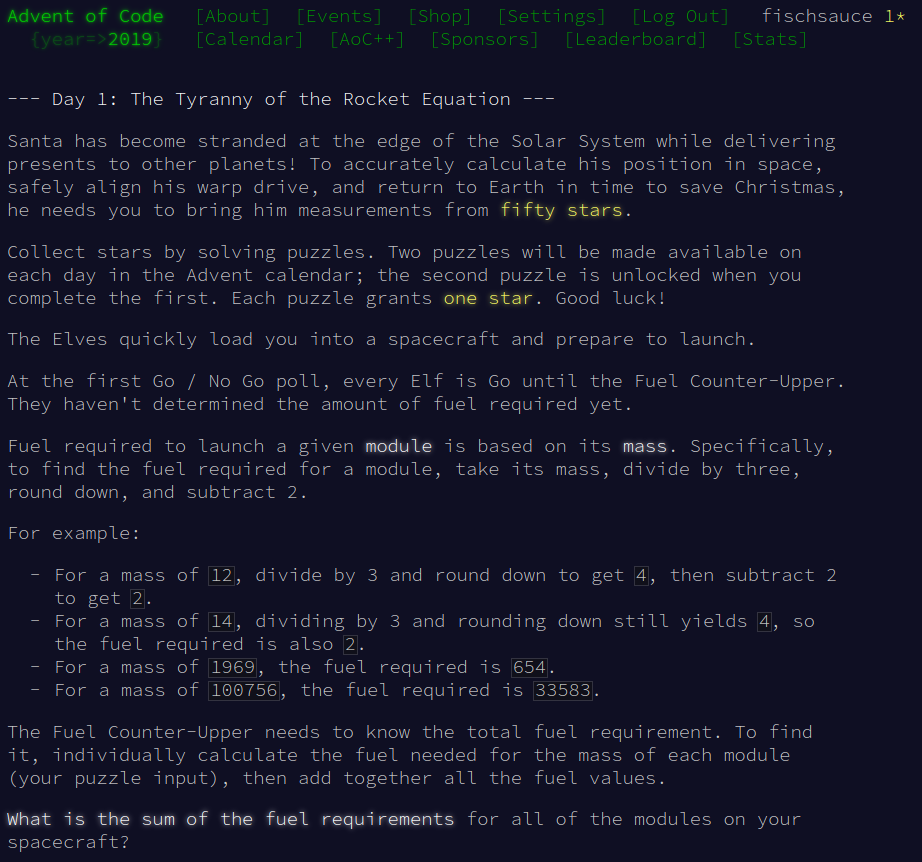 Advent of Code [About] [Events] [Shop] [Settings] [Log Out] fischsauce 1*
{year=>2019} [Calendar] [AoC++] [Sponsors] [Leaderboard] [Stats]
--- Day 1: The Tyranny of the Rocket Equation ---
Santa has become stranded at the edge of the Solar System while delivering
presents to other planets! To accurately calculate his position in space,
safely align his warp drive, and return to Earth in time to save Christmas,
he needs you to bring him measurements from fifty stars.
Collect stars by solving puzzles. Two puzzles will be made available on
each day in the Advent calendar; the second puzzle is unlocked when you
complete the first. Each puzzle grants one star. Good luck!
The Elves quickly load you into a spacecraft and prepare to launch.
At the first Go / No Go poll, every Elf is Go until the Fuel Counter-Upper.
They haven't determined the amount of fuel required yet.
Fuel required to launch a given module is based on its mass. Specifically,
to find the fuel required for a module, take its mass, divide by three,
round down, and subtract 2.
For example:
- For a mass of 12, divide by 3 and round down to get 4, then subtract 2
to get 2.
- For a mass of 14, dividing by 3 and rounding down still yields 4, so
the fuel required is also 2.
- For a mass of 1969, the fuel required is 654.
- For a mass of 100756, the fuel required is 33583.
The Fuel Counter-Upper needs to know the total fuel requirement. To find
it, individually calculate the fuel needed for the mass of each module
(your puzzle input), then add together all the fuel values.
What is the sum of the fuel requirements for all of the modules on your
spacecraft?